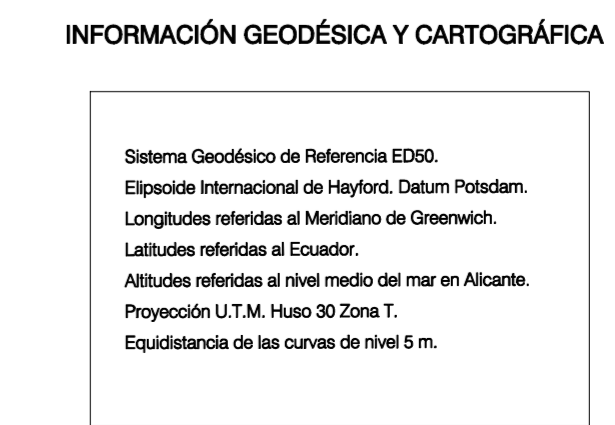 INFORMACIÓN GEODÉSICA Y CARTOGRÁFICA
Sistema Geodésico de Referencia ED50.
Elipsoide Internacional de Hayford. Datum Potsdam.
Longitudes referidas al Meridiano de Greenwich.
Latitudes referidas al Ecuador.
Altitudes referidas al nivel medio del mar en Alicante.
Proyección U.T.M. Huso 30 Zona T.
Equidistancia de las curvas de nivel 5 m.